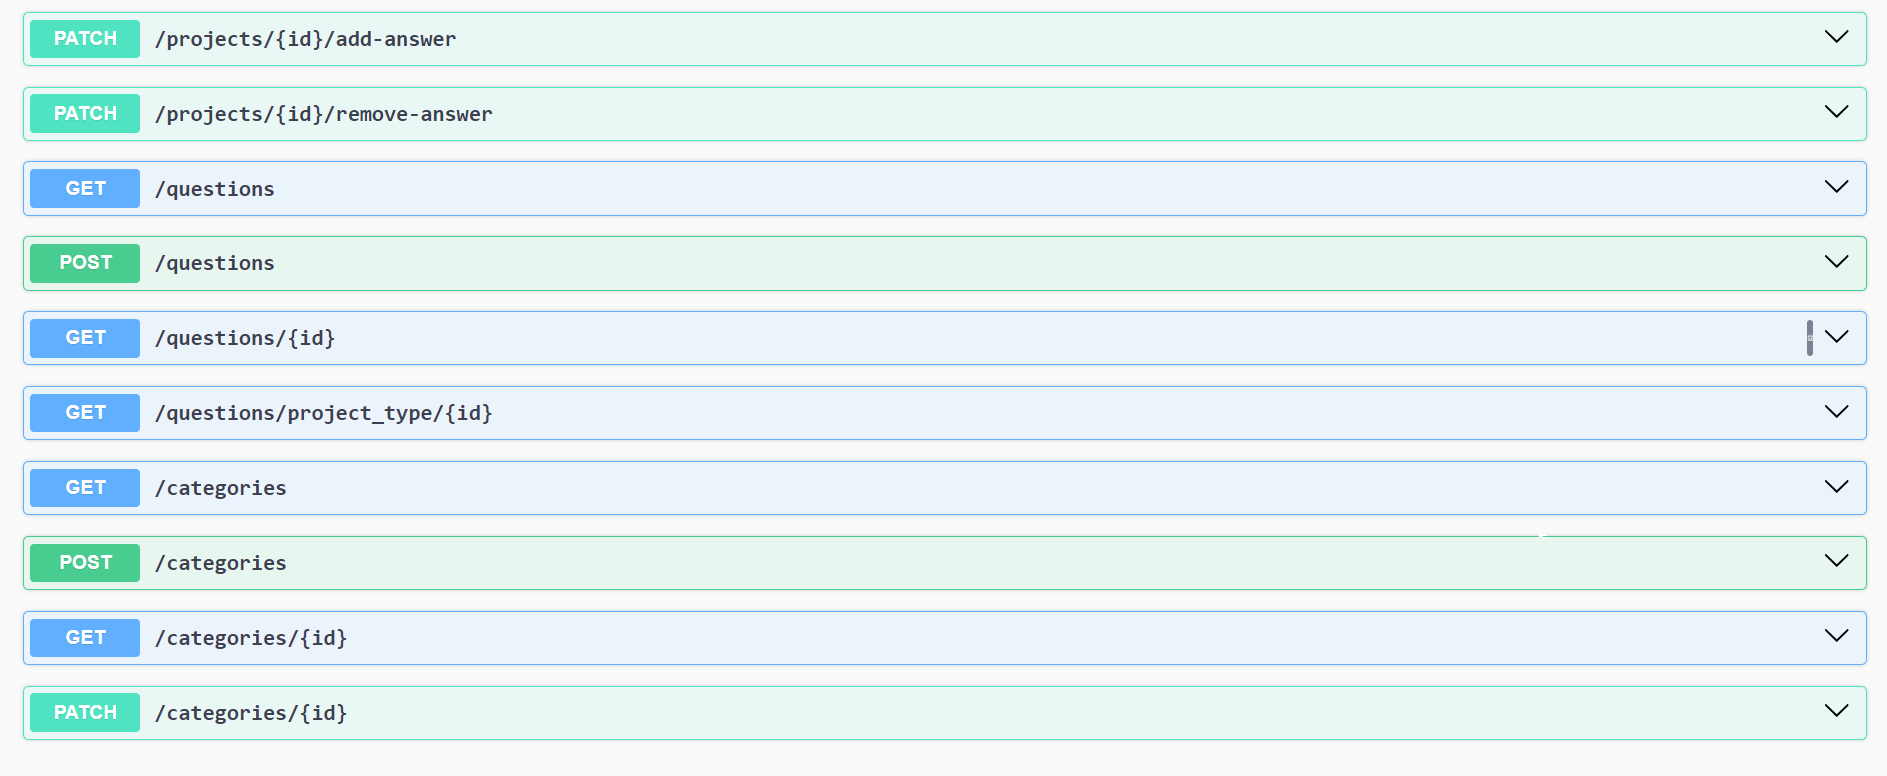 PATCH /projects/{id}/add-answer
PATCH /projects/{id}/remove-answer
GET /questions
POST /questions
GET /questions/{id}
GET /questions/project_type/{id}
GET /categories
POST /categories
GET /categories/{id}
PATCH /categories/{id}